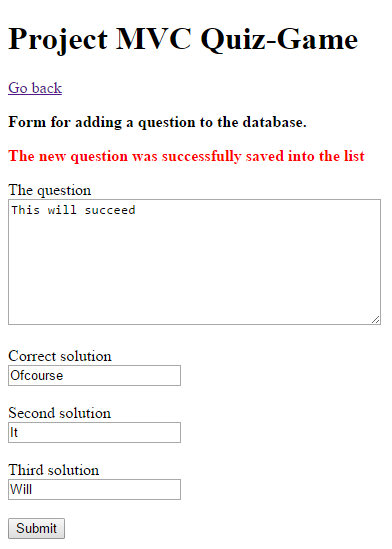 Project MVC Quiz-Game
Go back
Form for adding a question to the database.
The new question was successfully saved into the list
The question
This will succeed
Correct solution
Ofcourse
Second solution
It
Third solution
Will
Submit